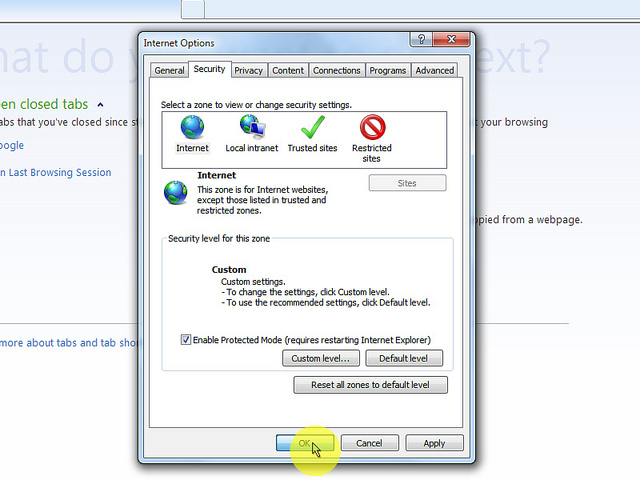 hat do y
ext?
Internet Options
General Security Privacy Content Connections Programs Advanced
en closed tabs
abs that you've closed since st
t your browsing
oogle
n Last Browsing Session
pied from a webpage.
more about tabs and tab shor
Select a zone to view or change security settings.
Internet
Local intranet
Trusted sites
Restricted
sites
Internet
This zone is for Internet websites,
except those listed in trusted and
restricted zones.
Sites
Security level for this zone
Custom
Custom settings.
- To change the settings, click Custom level.
- To use the recommended settings, click Default level.
Enable Protected Mode (requires restarting Internet Explorer)
Custom level...
Default level
Reset all zones to default level
OK
Cancel
Apply